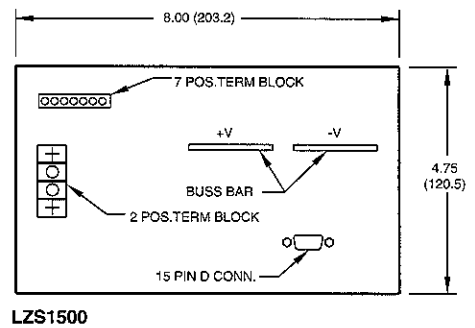 8.00 (203.2)
7 POS.TERM BLOCK
+V
-V
4.75
(120.5)
BUSS BAR
2 POS.TERM BLOCK
15 PIN D CONN.
LZS1500